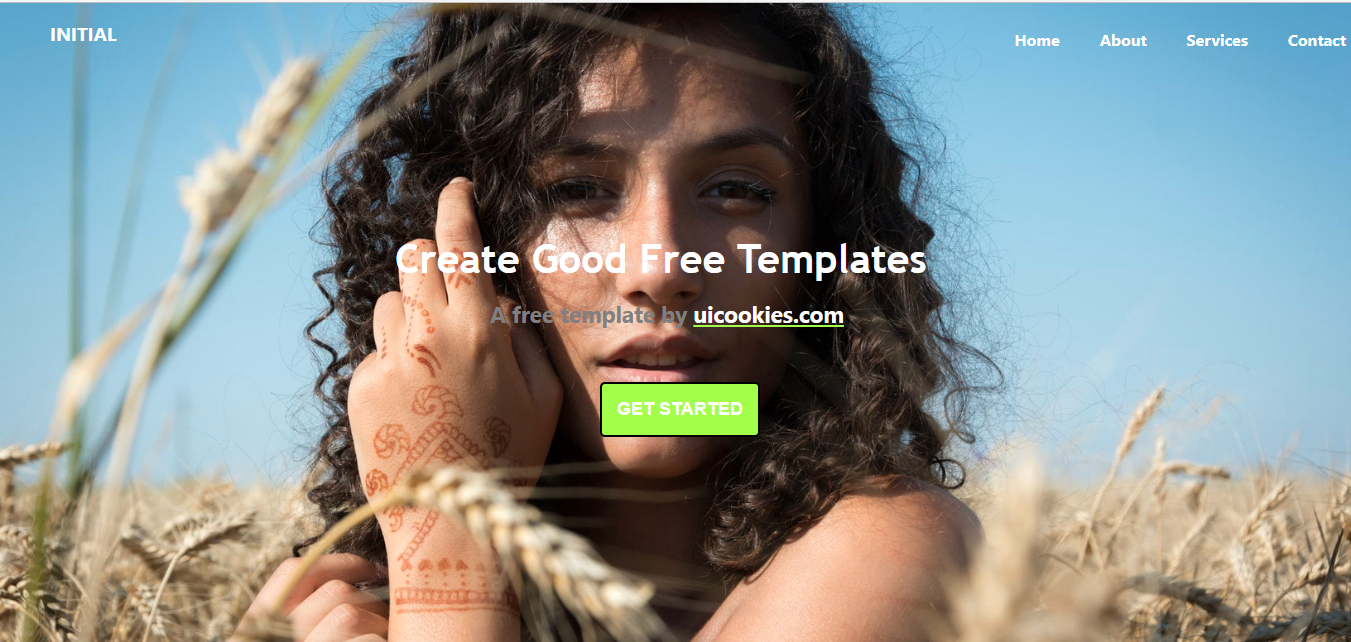 INITIAL
Home About Services Contact
Create Good Free Templates
A free template by uicookies.com
GET STARTED